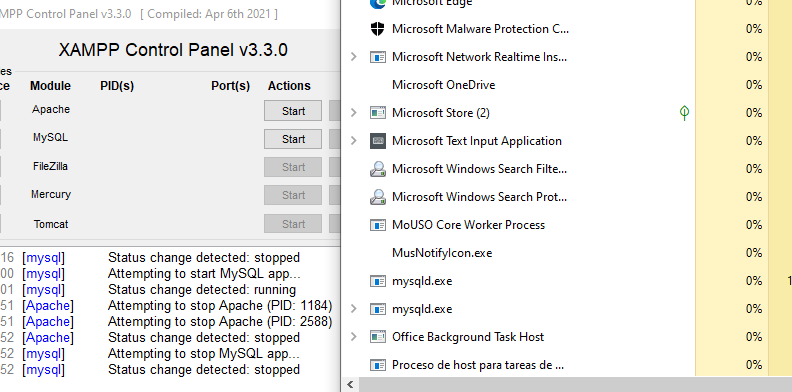 MPP Control Panel v3.3.0 [ Compiled: Apr 6th 2021 ]
XAMPP Control Panel v3.3.0
les
ce Module PID(s) Port(s) Actions
Apache Start
MySQL Start
FileZilla Start
Mercury Start
Tomcat Start
16 [mysql] Status change detected: stopped
00 [mysql] Attempting to start MySQL app...
01 [mysql] Status change detected: running
51 [Apache] Attempting to stop Apache (PID: 1184)
51 [Apache] Attempting to stop Apache (PID: 2588)
52 [Apache] Status change detected: stopped
52 [mysql] Attempting to stop MySQL app...
52 [mysql] Status change detected: stopped
Microsoft Edge 0%
Microsoft Malware Protection C... 0%
Microsoft Network Realtime Ins... 0%
Microsoft OneDrive 0%
Microsoft Store (2) 0%
Microsoft Text Input Application 0%
Microsoft Windows Search Filte... 0%
Microsoft Windows Search Prot... 0%
MoUSO Core Worker Process 0%
MusNotifyIcon.exe 0%
mysqld.exe 0% 1
mysqld.exe 0%
Office Background Task Host 0%
Proceso de host para tareas de ... 0%